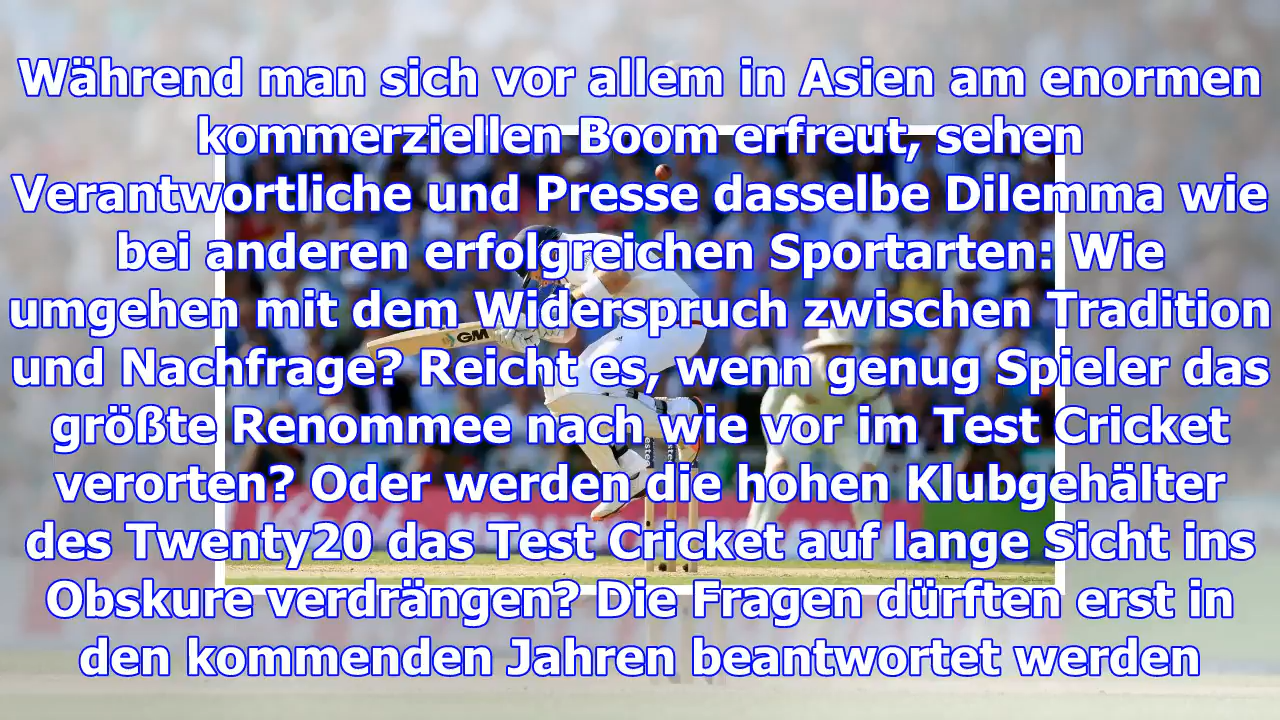 Während man sich vor allem in Asien am enormen
kommerziellen Boom erfreut, sehen
Verantwortliche und Presse dasselbe Dilemma wie
bei anderen erfolgreichen Sportarten: Wie
umgehen mit dem Widerspruch zwischen Tradition
und Nachfrage? Reicht es, wenn genug Spieler das
größte Renommee nach wie vor im Test Cricket
verorten? Oder werden die hohen Klubgehälter
des Twenty20 das Test Cricket auf lange Sicht ins
Obskure verdrängen? Die Fragen dürften erst in
den kommenden Jahren beantwortet werden
GM